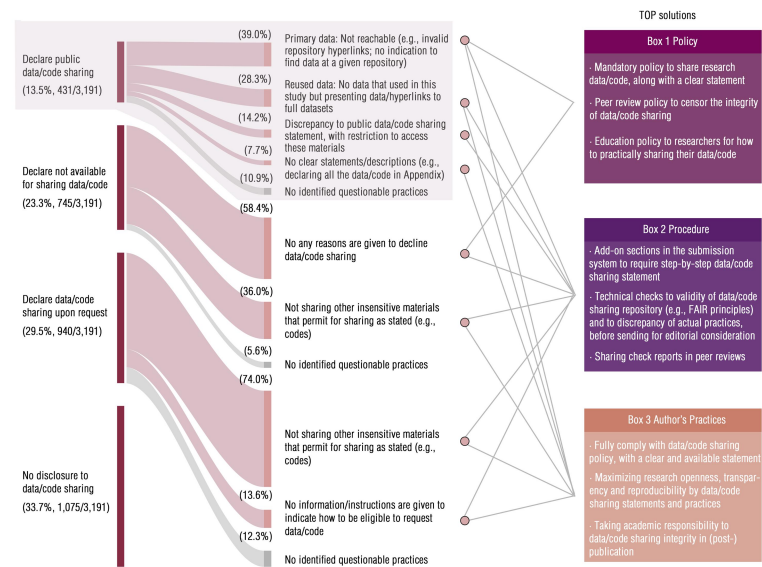 TOP solutions
Declare public
data/code sharing
(13.5%, 431/3,191)
Declare not available
for sharing data/code
(23.3%, 745/3,191)
Declare data/code
sharing upon request
(29.5%, 940/3,191)
No disclosure to
data/code sharing
(33.7%, 1,075/3,191)
(39.0%)
Primary data: Not reachable (e.g., invalid
repository hyperlinks; no indication to
find data at a given repository)
(28.3%)
Reused data: No data that used in this
study but presenting data/hyperlinks to
full datasets
(14.2%)
Discrepancy to public data/code sharing
statement, with restriction to access
these materials
(7.7%)
No clear statements/descriptions (e.g.,
declaring all the data/code in Appendix)
(10.9%)
No identified questionable practices
(58.4%)
No any reasons are given to decline
data/code sharing
(36.0%)
Not sharing other insensitive materials
that permit for sharing as stated (e.g.,
codes)
(5.6%)
No identified questionable practices
(74.0%)
Not sharing other insensitive materials
that permit for sharing as stated (e.g.,
codes)
(13.6%)
No information/instructions are given to
indicate how to be eligible to request
data/code
(12.3%)
No identified questionable practices
Box 1 Policy
· Mandatory policy to share research
data/code, along with a clear statement
· Peer review policy to censor the integrity
of data/code sharing
· Education policy to researchers for how
to practically sharing their data/code
Box 2 Procedure
· Add-on sections in the submission
system to require step-by-step data/code
sharing statement
· Technical checks to validity of data/code
sharing repository (e.g., FAIR principles)
and to discrepancy of actual practices,
before sending for editorial consideration
· Sharing check reports in peer reviews
Box 3 Author's Practices
· Fully comply with data/code sharing
policy, with a clear and available statement
· Maximizing research openness, transpar-
ency and reproducibility by data/code
sharing statements and practices
· Taking academic responsibility to
data/code sharing integrity in (post-)
publication